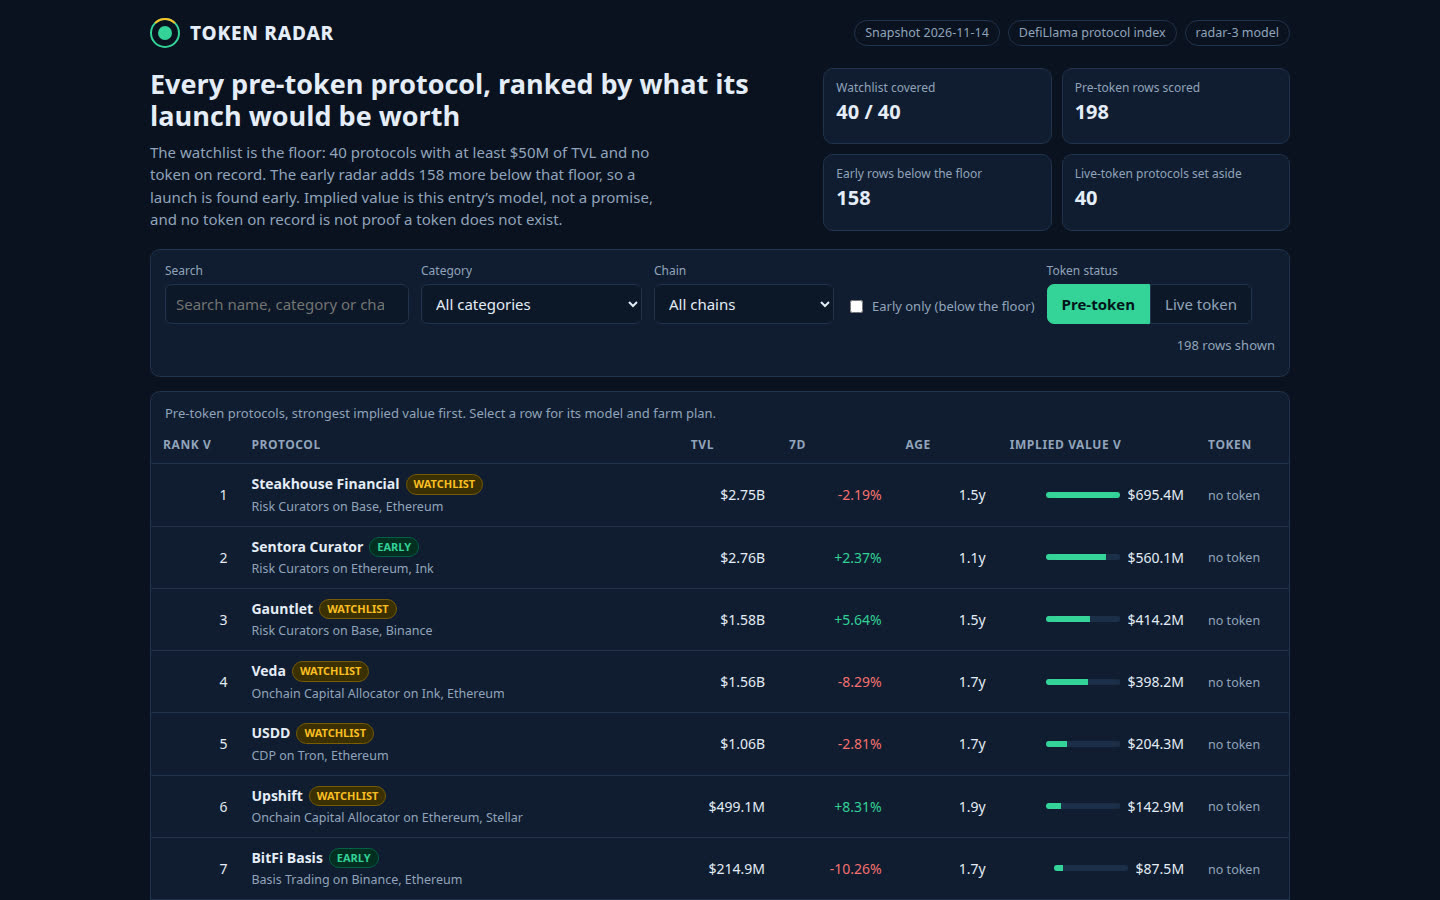 TOKEN RADAR
Snapshot 2026-11-14
DefiLlama protocol index
radar-3 model
Every pre-token protocol, ranked by what its
launch would be worth
The watchlist is the floor: 40 protocols with at least $50M of TVL and no
token on record. The early radar adds 158 more below that floor, so a
launch is found early. Implied value is this entry's model, not a promise,
and no token on record is not proof a token does not exist.
Watchlist covered
40 / 40
Pre-token rows scored
198
Early rows below the floor
158
Live-token protocols set aside
40
Search
Search name, category or cha
Category
All categories
Chain
All chains
Early only (below the floor)
Token status
Pre-token
Live token
198 rows shown
Pre-token protocols, strongest implied value first. Select a row for its model and farm plan.
RANK V PROTOCOL TVL 7D AGE IMPLIED VALUE V TOKEN
1 Steakhouse Financial WATCHLIST $2.75B -2.19% 1.5y $695.4M no token
Risk Curators on Base, Ethereum
2 Sentora Curator EARLY $2.76B +2.37% 1.1y $560.1M no token
Risk Curators on Ethereum, Ink
3 Gauntlet WATCHLIST $1.58B +5.64% 1.5y $414.2M no token
Risk Curators on Base, Binance
4 Veda WATCHLIST $1.56B -8.29% 1.7y $398.2M no token
Onchain Capital Allocator on Ink, Ethereum
5 USDD WATCHLIST $1.06B -2.81% 1.7y $204.3M no token
CDP on Tron, Ethereum
6 Upshift WATCHLIST $499.1M +8.31% 1.9y $142.9M no token
Onchain Capital Allocator on Ethereum, Stellar
7 BitFi Basis EARLY $214.9M -10.26% 1.7y $87.5M no token
Basis Trading on Binance, Ethereum